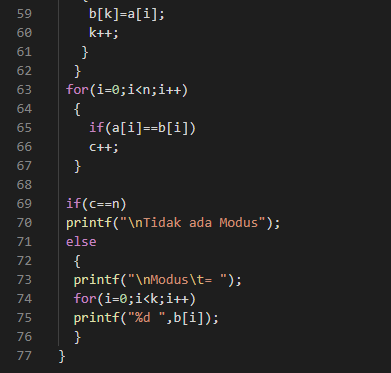 59 b[k]=a[i];
60 k++;
61 }
62 }
63 for(i=0;i<n;i++)
64 {
65 if(a[i]==b[i])
66 c++;
67 }
68
69 if(c==n)
70 printf("\nTidak ada Modus");
71 else
72 {
73 printf("\nModus\t= ");
74 for(i=0;i<k;i++)
75 printf("%d ",b[i]);
76 }
77 }